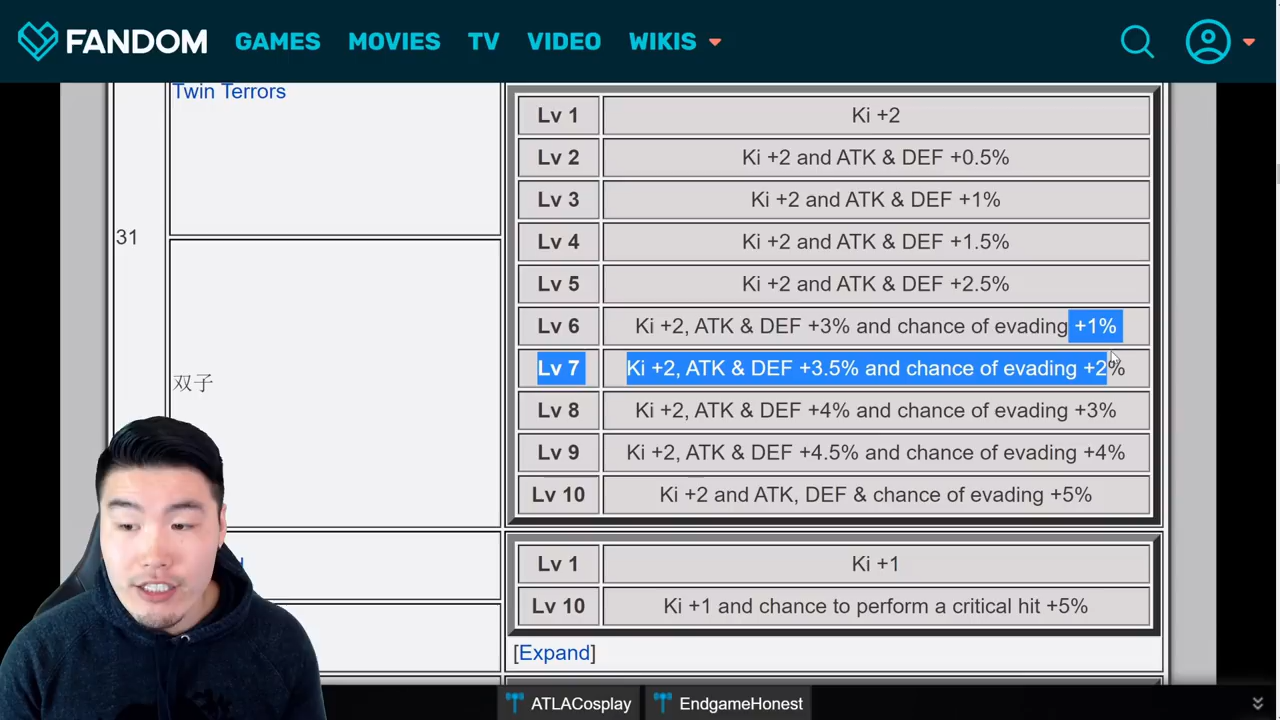 FANDOM GAMES MOVIES TV VIDEO WIKIS
Twin Terrors
31
双子
Lv 1 Ki +2
Lv 2 Ki +2 and ATK & DEF +0.5%
Lv 3 Ki +2 and ATK & DEF +1%
Lv 4 Ki +2 and ATK & DEF +1.5%
Lv 5 Ki +2 and ATK & DEF +2.5%
Lv 6 Ki +2, ATK & DEF +3% and chance of evading +1%
Lv 7 Ki +2, ATK & DEF +3.5% and chance of evading +2%
Lv 8 Ki +2, ATK & DEF +4% and chance of evading +3%
Lv 9 Ki +2, ATK & DEF +4.5% and chance of evading +4%
Lv 10 Ki +2 and ATK, DEF & chance of evading +5%
Lv 1 Ki +1
Lv 10 Ki +1 and chance to perform a critical hit +5%
[Expand]
ATLACosplay EndgameHonest